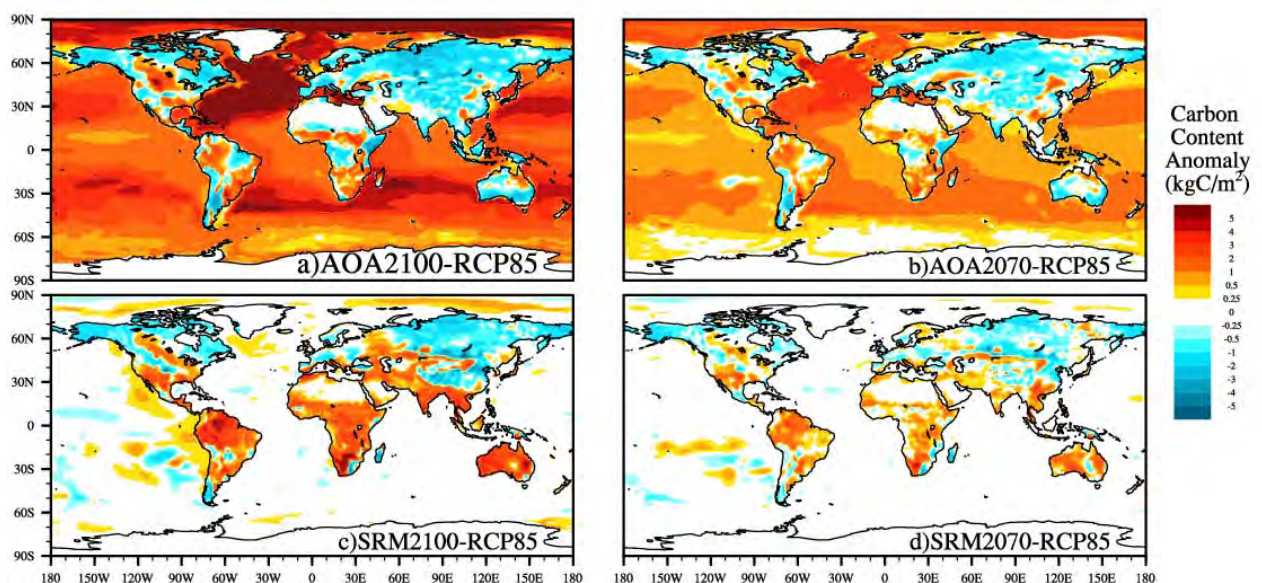 90N
60N
30N
0
30S
60S
90S
a)AOA2100-RCP85
b)AOA2070-RCP85
90N
60N
30N
0
30S
60S
90S
c)SRM2100-RCP85
d)SRM2070-RCP85
180 150W 120W 90W 60W 30W 0 30E 60E 90E 120E 150E 180
180 150W 120W 90W 60W 30W 0 30E 60E 90E 120E 150E 180
Carbon
Content
Anomaly
(kgC/m²)
5
4
3
2
1
0.5
0.25
0
-0.25
-0.5
-1
-2
-3
-4
-5